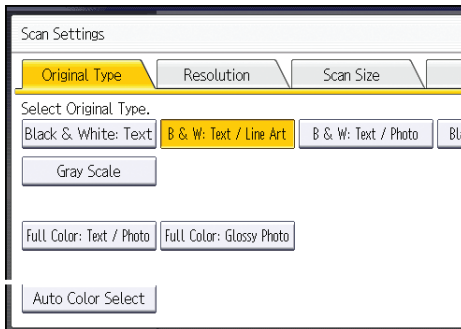 Scan Settings
Original Type Resolution Scan Size
Select Original Type.
Black & White: Text B & W: Text / Line Art B & W: Text / Photo
Gray Scale
Full Color: Text / Photo Full Color: Glossy Photo
Auto Color Select